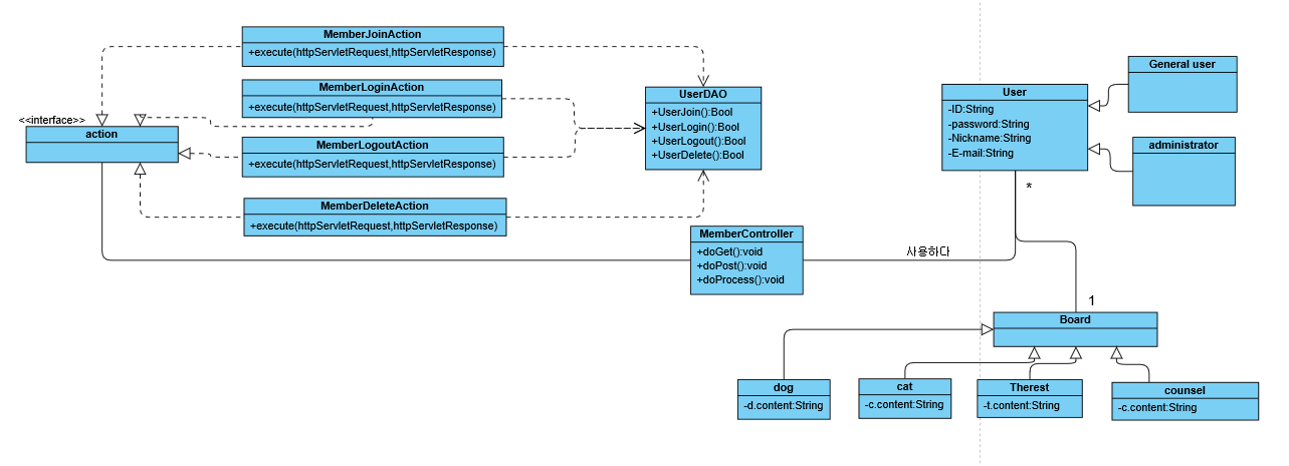 MemberJoinAction
+execute(httpServletRequest,httpServletResponse)
MemberLoginAction
+execute(httpServletRequest,httpServletResponse)
<<interface>>
action
MemberLogoutAction
+execute(httpServletRequest,httpServletResponse)
MemberDeleteAction
+execute(httpServletRequest,httpServletResponse)
UserDAO
+UserJoin():Bool
+UserLogin():Bool
+UserLogout():Bool
+UserDelete():Bool
User
-ID:String
-password:String
-Nickname:String
-E-mail:String
General user
administrator
*
MemberController
+doGet():void
+doPost():void
+doProcess():void
사용하다
1
Board
dog
-d.content:String
cat
-c.content:String
Therest
-t.content:String
counsel
-c.content:String